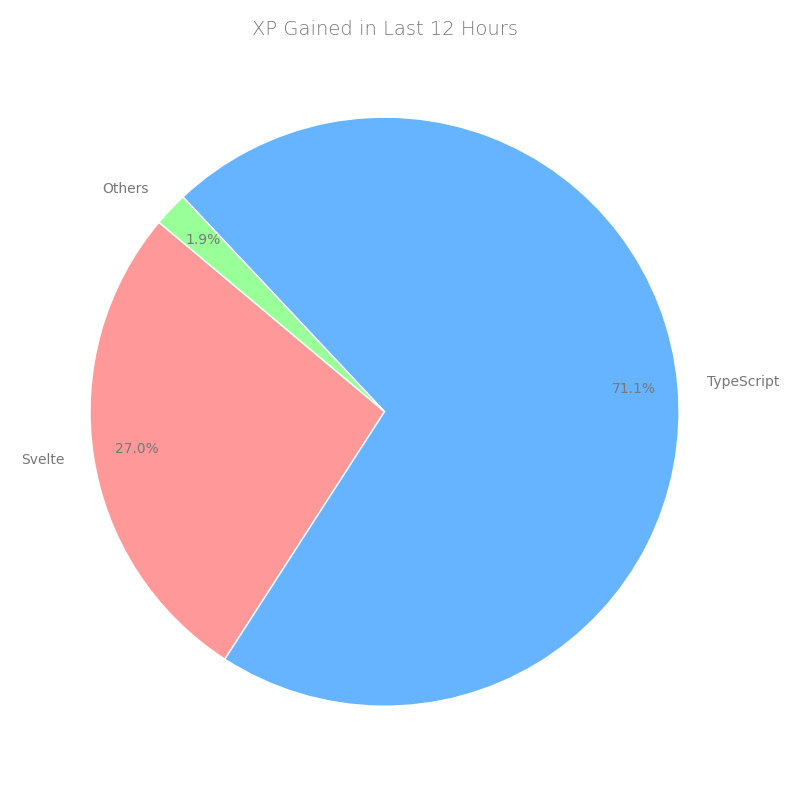 XP Gained in Last 12 Hours
Others
1.9%
TypeScript
71.1%
27.0%
Svelte